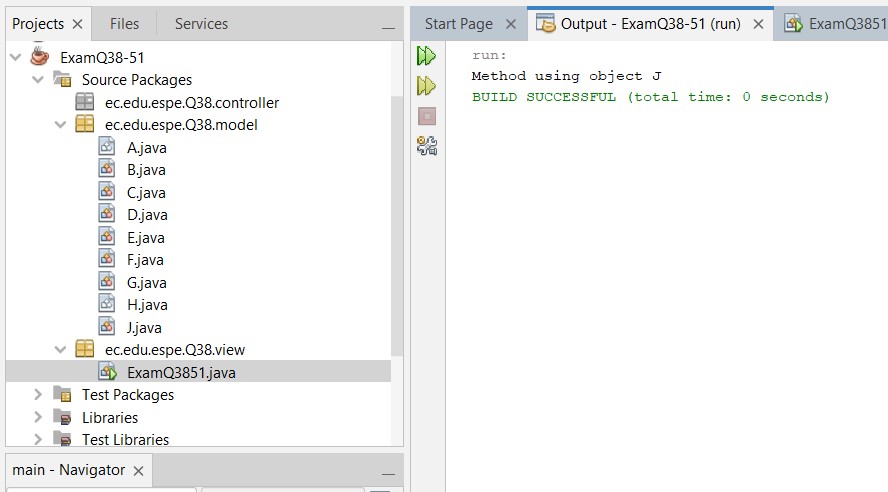 Projects
Files
Services
ExamQ38-51
Source Packages
ec.edu.espe.Q38.controller
ec.edu.espe.Q38.model
A.java
B.java
C.java
D.java
E.java
F.java
G.java
H.java
J.java
ec.edu.espe.Q38.view
ExamQ3851.java
Test Packages
Libraries
Test Libraries
main - Navigator
Start Page
Output - ExamQ38-51 (run)
ExamQ3851
run:
Method using object J
BUILD SUCCESSFUL (total time: 0 seconds)